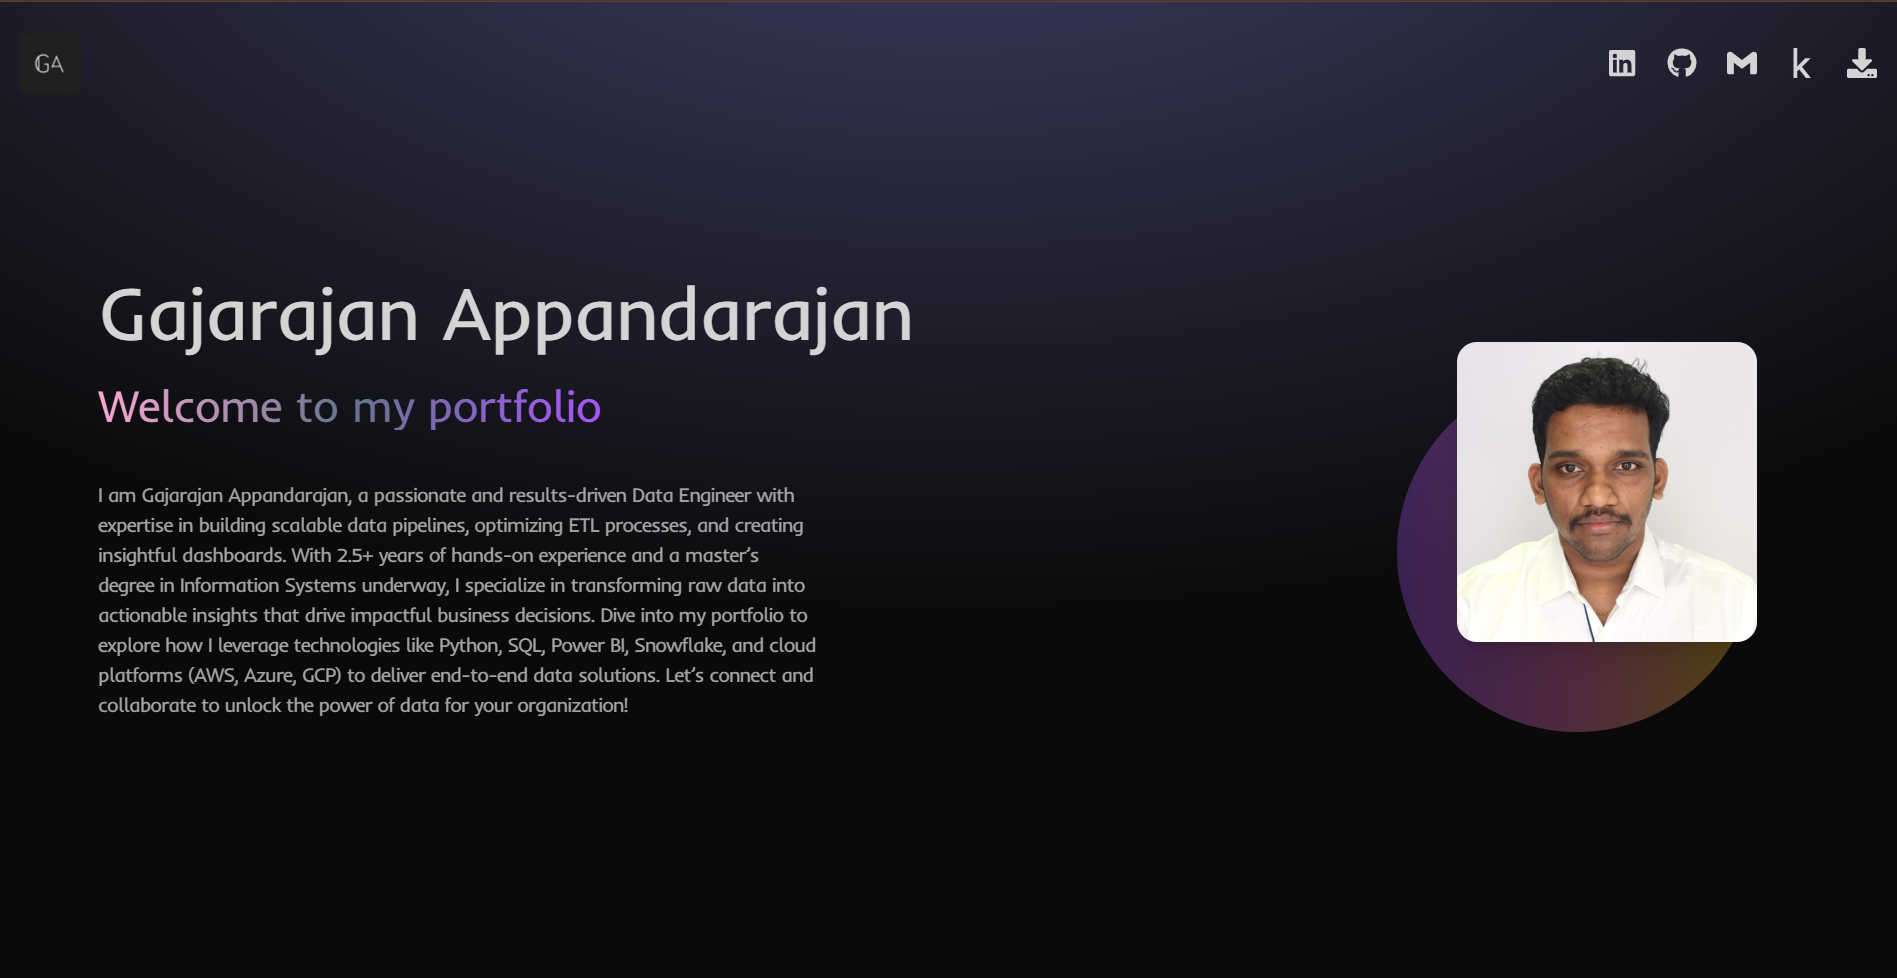 GA
in
k
Gajarajan Appandarajan
Welcome to my portfolio
I am Gajarajan Appandarajan, a passionate and results-driven Data Engineer with
expertise in building scalable data pipelines, optimizing ETL processes, and creating
insightful dashboards. With 2.5+ years of hands-on experience and a master's
degree in Information Systems underway, I specialize in transforming raw data into
actionable insights that drive impactful business decisions. Dive into my portfolio to
explore how I leverage technologies like Python, SQL, Power BI, Snowflake, and cloud
platforms (AWS, Azure, GCP) to deliver end-to-end data solutions. Let's connect and
collaborate to unlock the power of data for your organization!